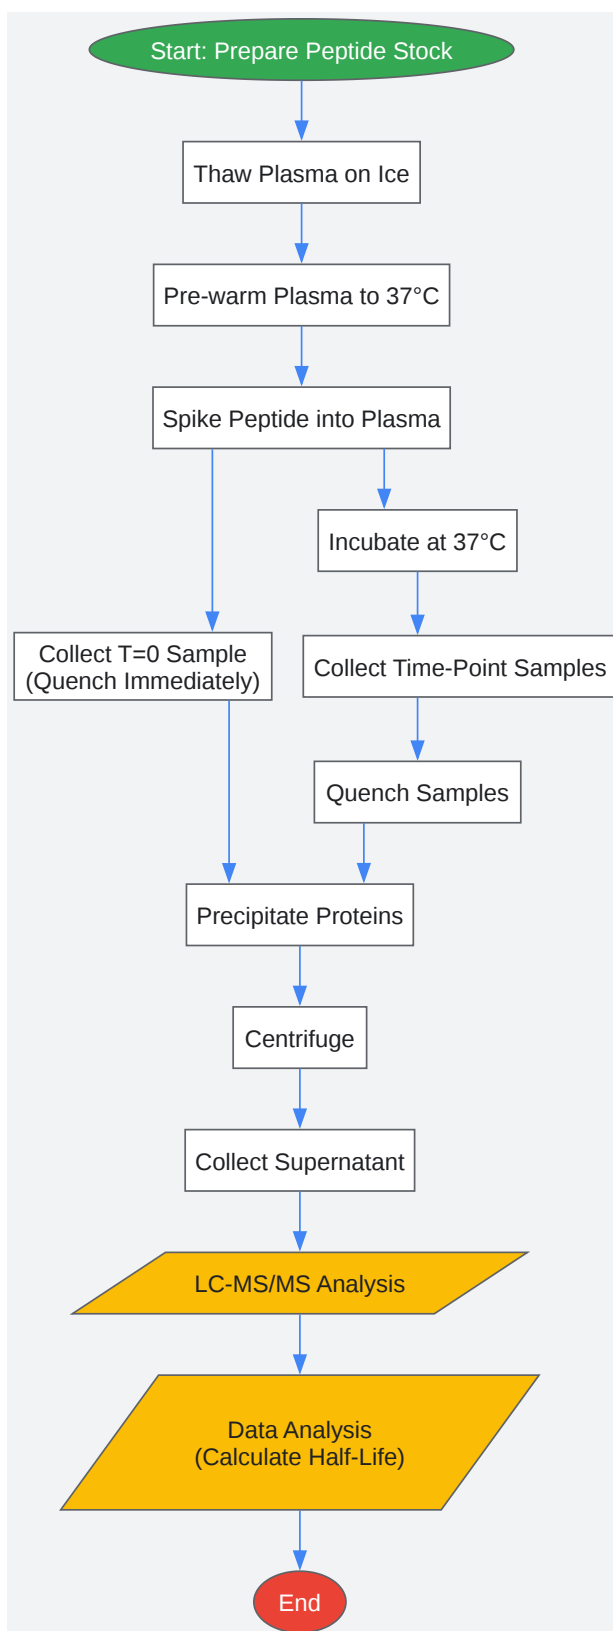 Start: Prepare Peptide Stock
Thaw Plasma on Ice
Pre-warm Plasma to 37°C
Spike Peptide into Plasma
Incubate at 37°C
Collect T=0 Sample
(Quench Immediately)
Collect Time-Point Samples
Quench Samples
Precipitate Proteins
Centrifuge
Collect Supernatant
LC-MS/MS Analysis
Data Analysis
(Calculate Half-Life)
End